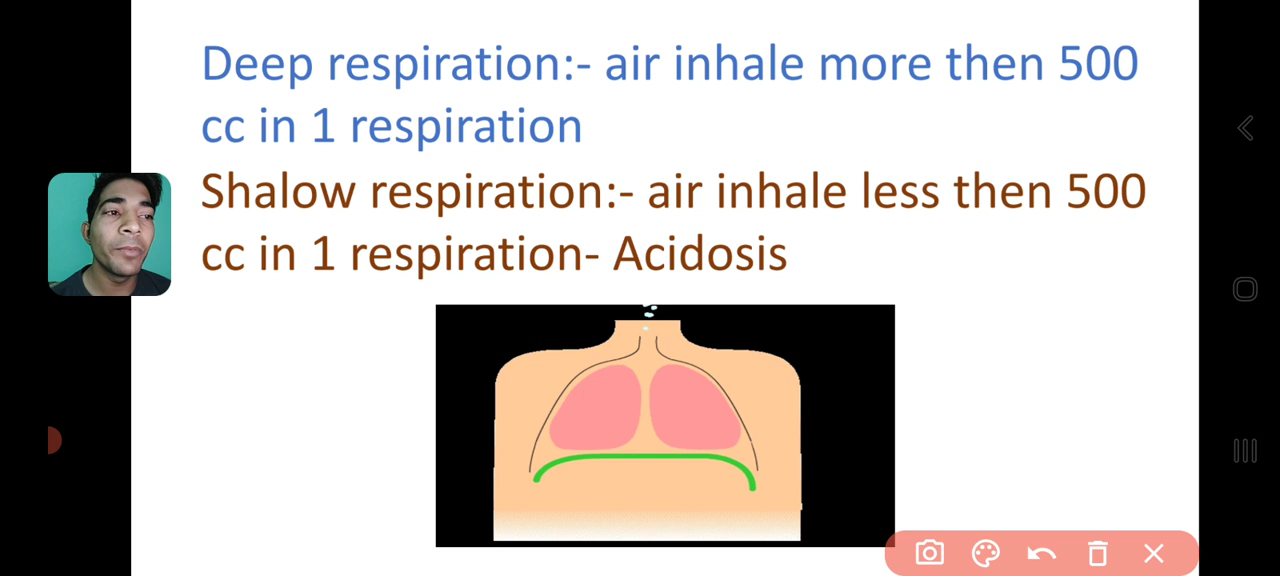 Deep respiration:- air inhale more then 500
cc in 1 respiration
Shalow respiration:- air inhale less then 500
cc in 1 respiration- Acidosis